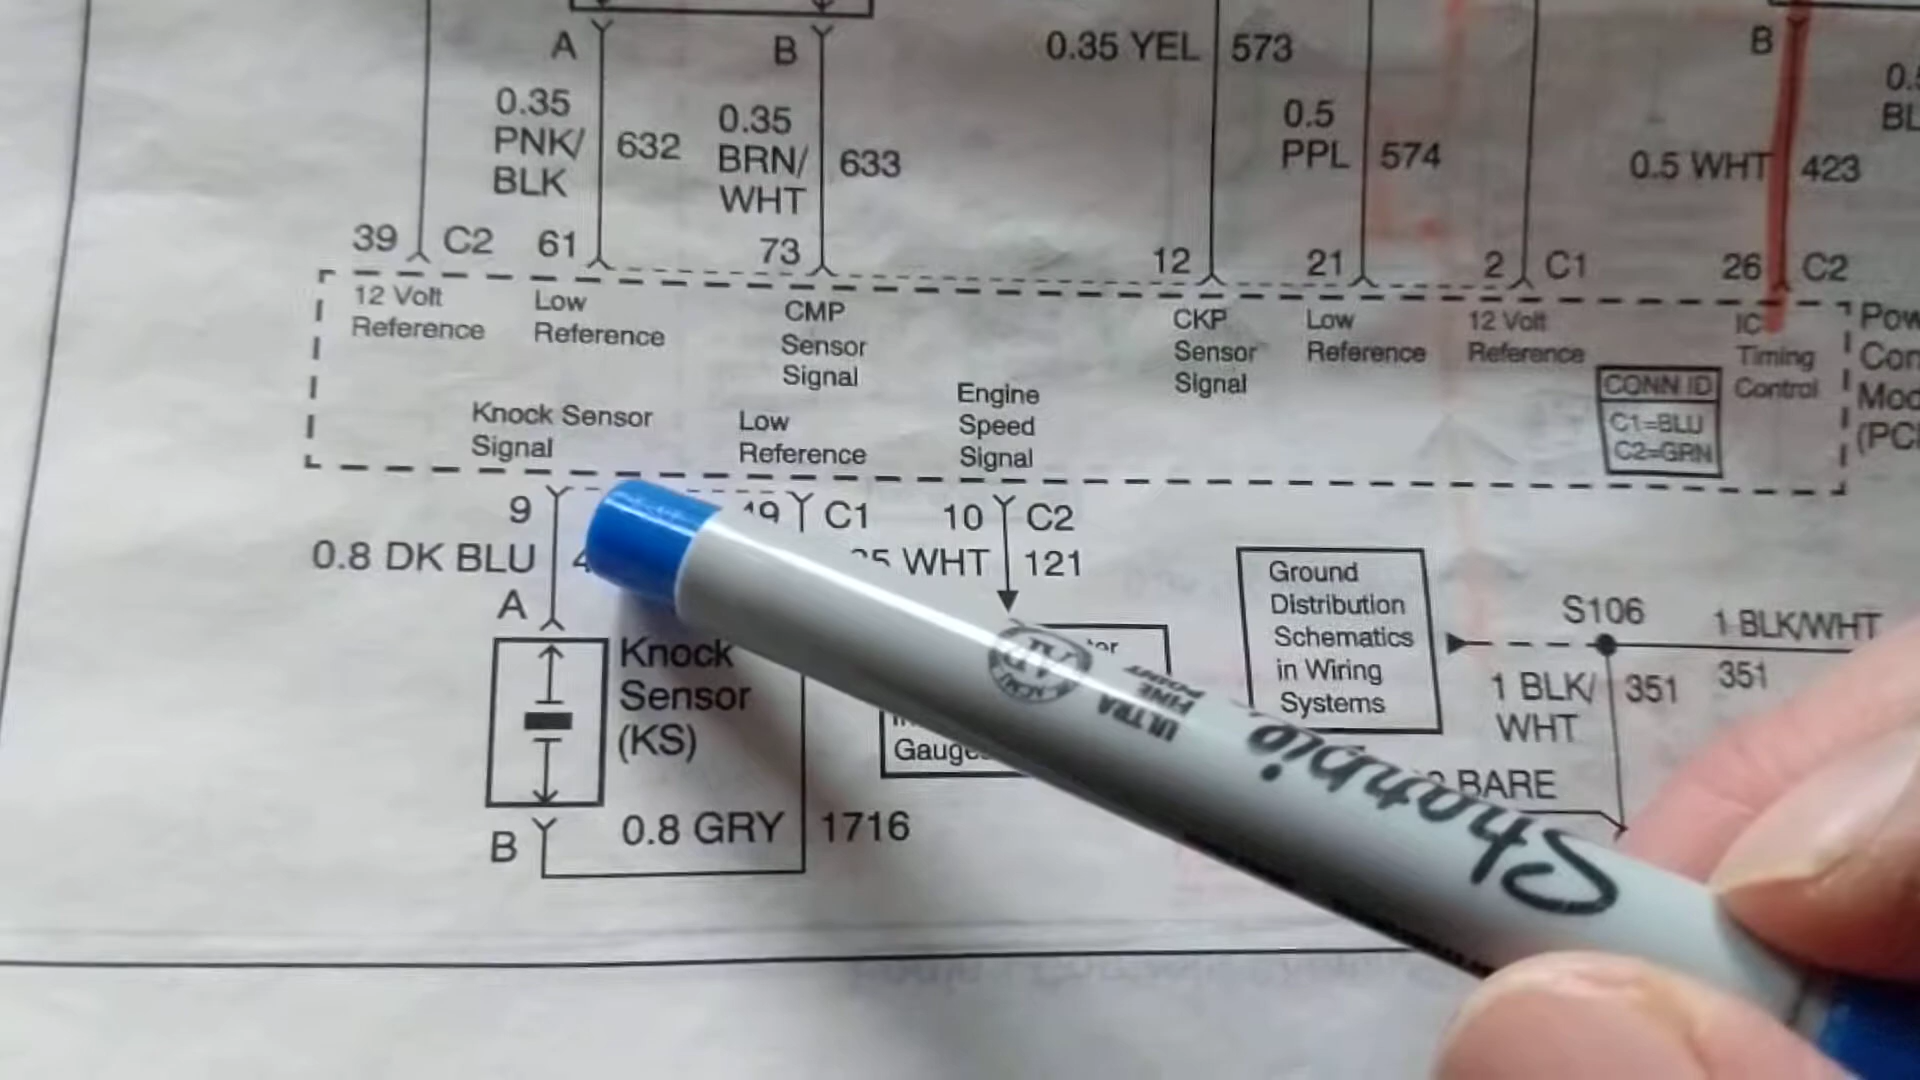 A
B
0.35 YEL
573
B
0.35
PNK/
BLK
632
0.35
BRN/
WHT
633
0.5
PPL
574
0.5 WHT
423
39
C2
61
73
12
21
2
C1
26
C2
12 Volt
Reference
Low
Reference
CMP
Sensor
Signal
CKP
Sensor
Signal
Low
Reference
12 Volt
Reference
IC
Timing
Control
CONN ID
C1=BLU
C2=GRN
Knock Sensor
Signal
Low
Reference
Engine
Speed
Signal
9
19
C1
10
C2
0.8 DK BLU
WHT
121
A
Knock
Sensor
(KS)
B
0.8 GRY
1716
Ground
Distribution
Schematics
in Wiring
Systems
S106
1 BLK/WHT
351
1 BLK/
WHT
351
BARE
Sharpie
ULTRA
FINE
POINT